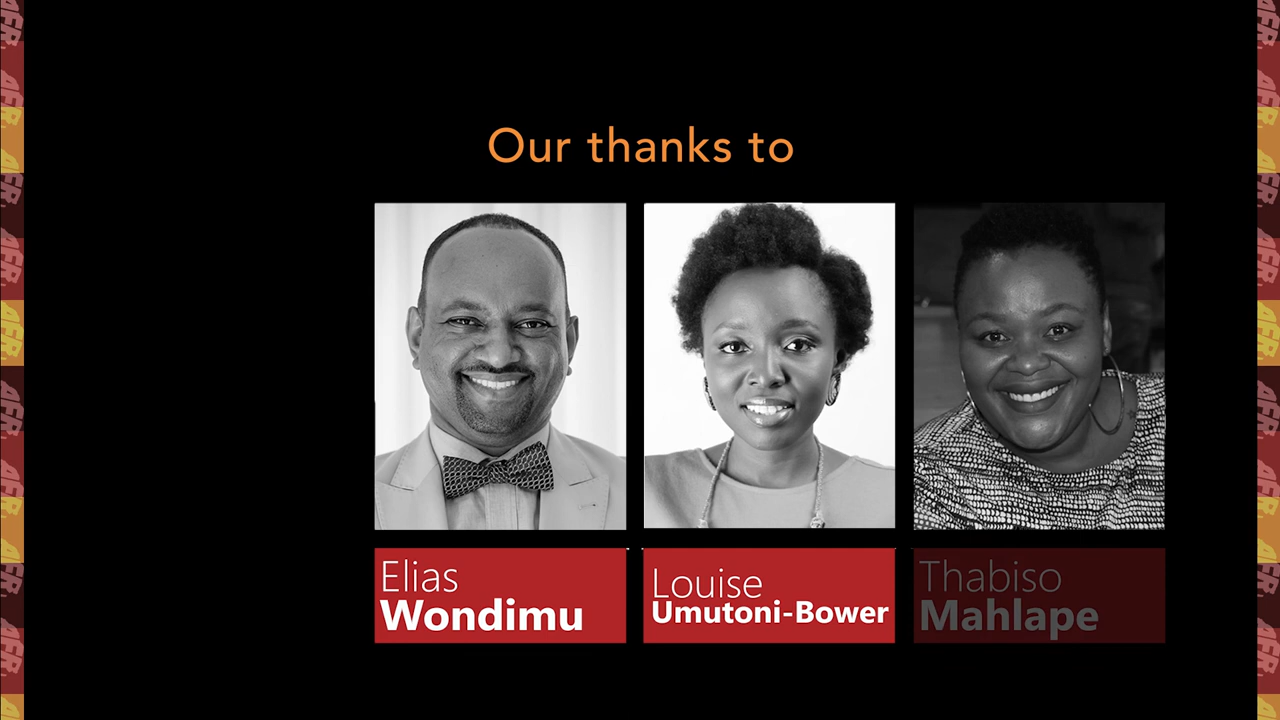 Our thanks to
Elias
Wondimu
Louise
Umutoni-Bower
Thabiso
Mahlape